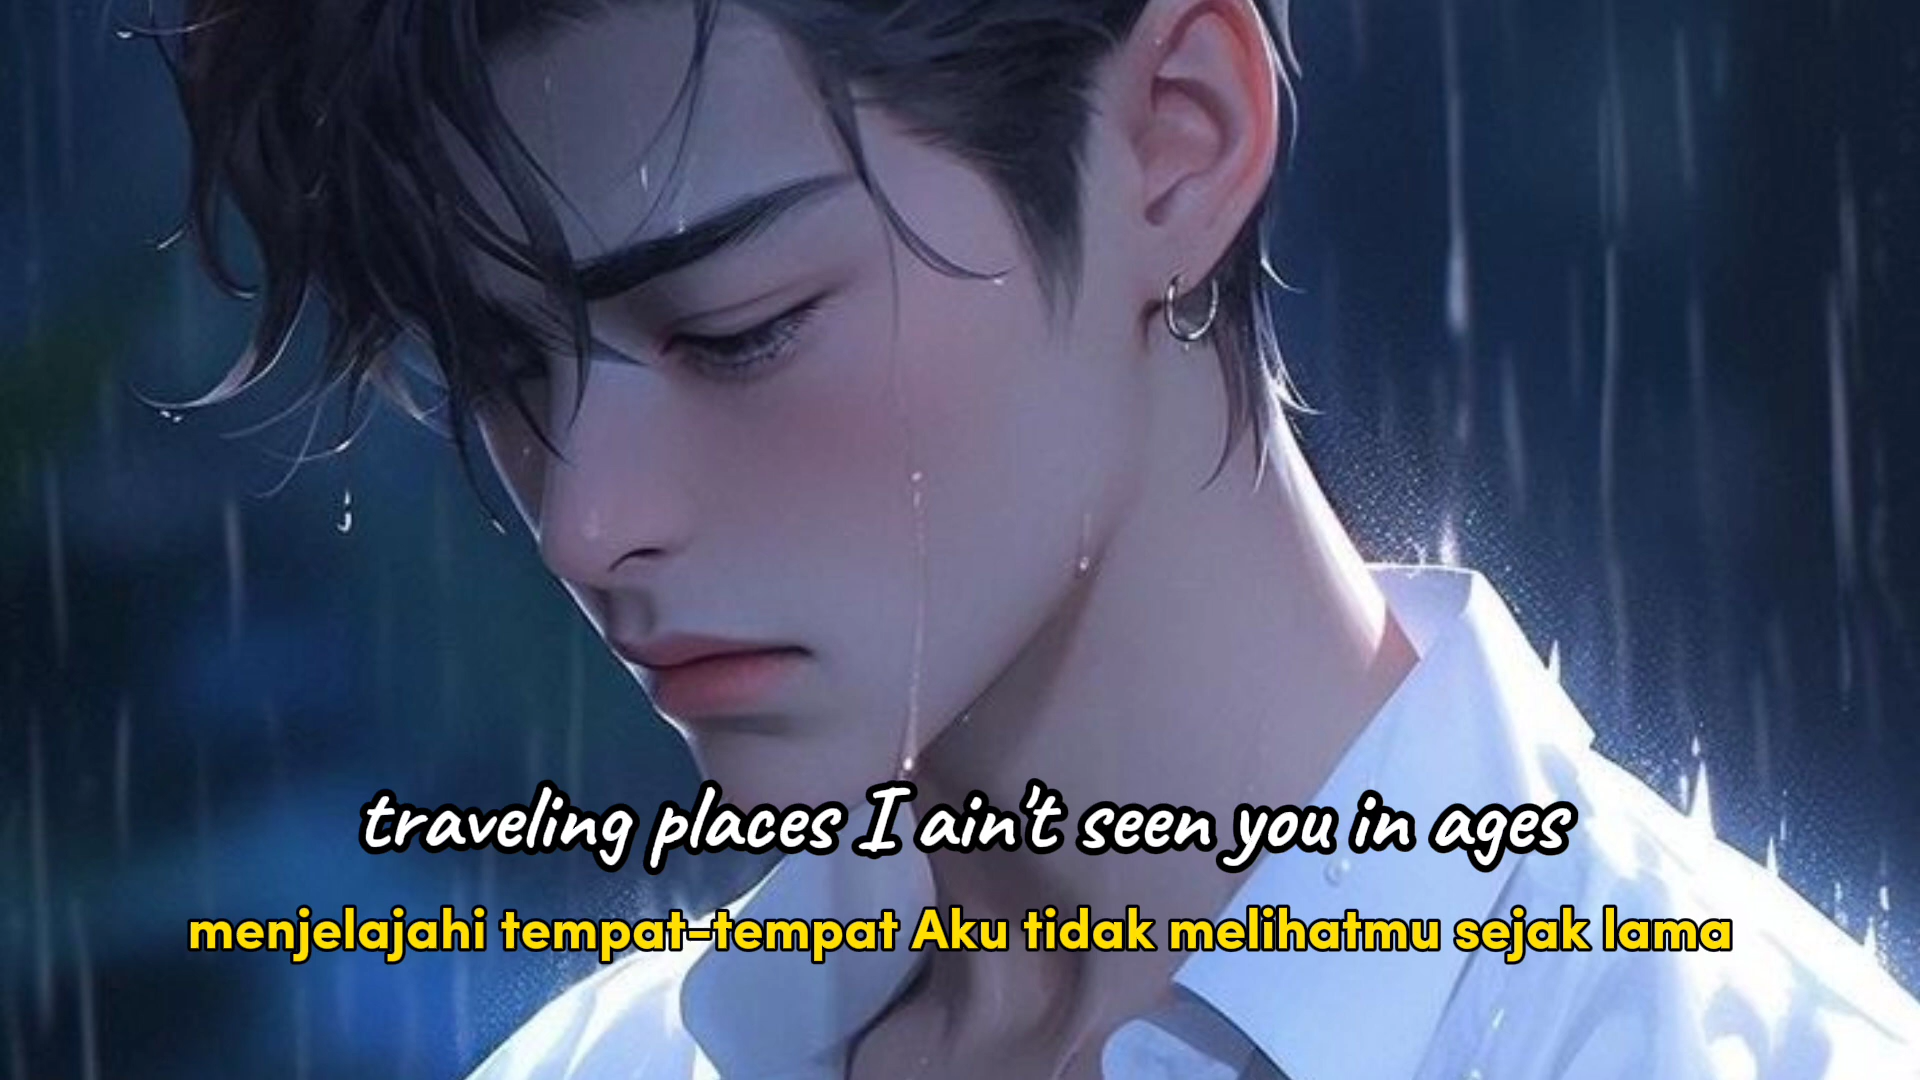 traveling places I ain't seen you in ages
menjelajahi tempat-tempat Aku tidak melihatmu sejak lama